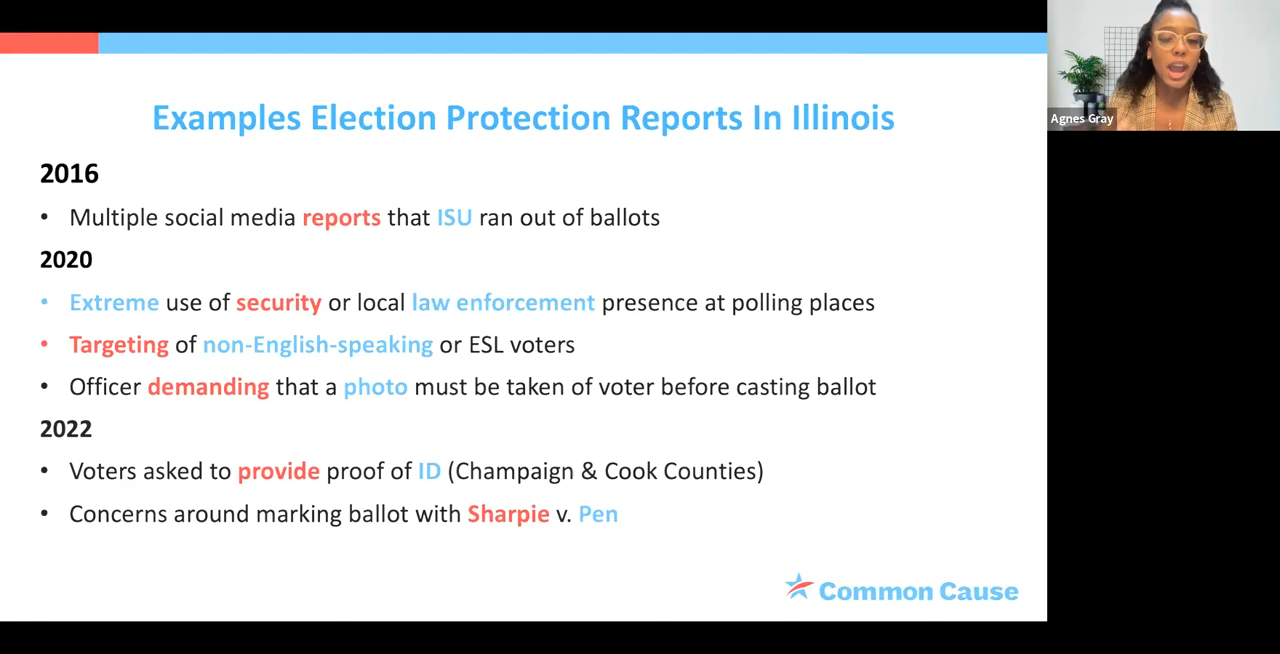 Examples Election Protection Reports In Illinois
2016
• Multiple social media reports that ISU ran out of ballots
2020
• Extreme use of security or local law enforcement presence at polling places
• Targeting of non-English-speaking or ESL voters
• Officer demanding that a photo must be taken of voter before casting ballot
2022
• Voters asked to provide proof of ID (Champaign & Cook Counties)
• Concerns around marking ballot with Sharpie v. Pen
Common Cause
Agnes Gray